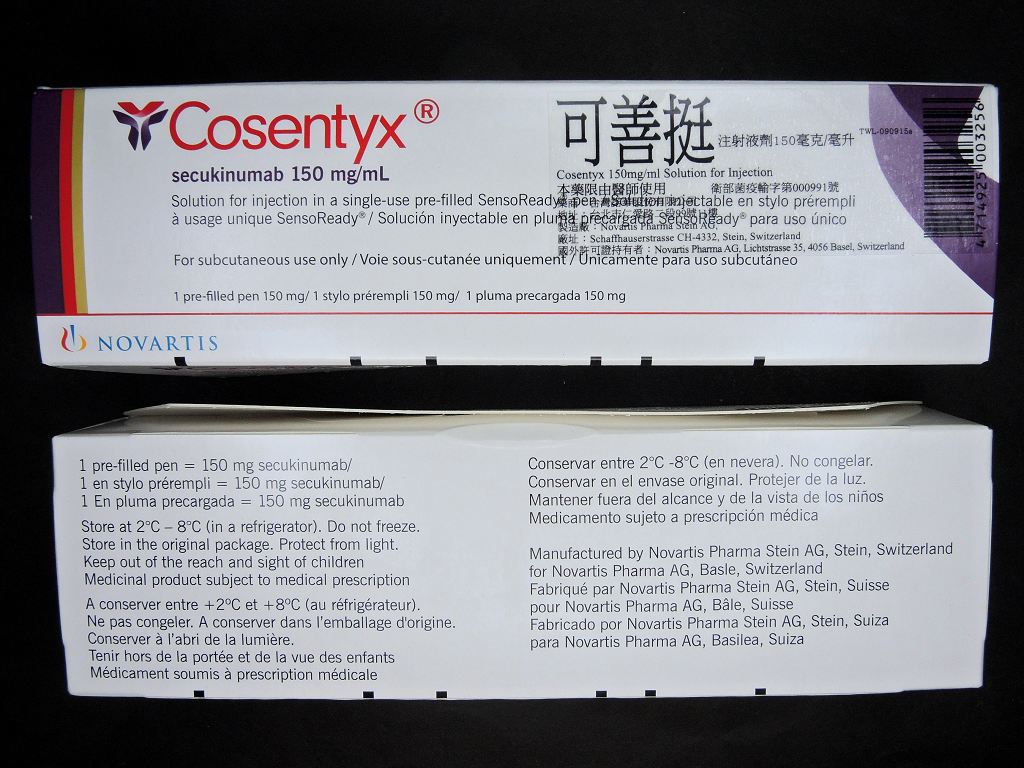 Cosentyx®
secukinumab 150 mg/mL
Solution for injection in a single-use pre-filled SensoReady® pen / Solution injectable en stylo prérempli
à usage unique SensoReady® / Solución inyectable en pluma precargada SensoReady® para uso único
For subcutaneous use only / Voie sous-cutanée uniquement / Únicamente para uso subcutáneo
1 pre-filled pen 150 mg/ 1 stylo prérempli 150 mg/ 1 pluma precargada 150 mg
NOVARTIS
可善挺 注射液劑150毫克/毫升
TWL-090915a
Cosentyx 150mg/ml Solution for Injection
本藥限由醫師使用 衛部菌疫輸字第000991號
製造廠：Novartis Pharma Stein AG,
廠址：Schaffhauserstrasse CH-4332, Stein, Switzerland
國外許可證持有者：Novartis Pharma AG, Lichtstrasse 35, 4056 Basel, Switzerland
4 714925 003256
1 pre-filled pen = 150 mg secukinumab/
1 en stylo prérempli = 150 mg secukinumab/
1 En pluma precargada = 150 mg secukinumab
Store at 2°C – 8°C (in a refrigerator). Do not freeze.
Store in the original package. Protect from light.
Keep out of the reach and sight of children
Medicinal product subject to medical prescription
A conserver entre +2°C et +8°C (au réfrigérateur).
Ne pas congeler. A conserver dans l'emballage d'origine.
Conserver à l'abri de la lumière.
Tenir hors de la portée et de la vue des enfants
Médicament soumis à prescription médicale
Conservar entre 2°C -8°C (en nevera). No congelar.
Conservar en el envase original. Protejer de la luz.
Mantener fuera del alcance y de la vista de los niños
Medicamento sujeto a prescripción médica
Manufactured by Novartis Pharma Stein AG, Stein, Switzerland
for Novartis Pharma AG, Basle, Switzerland
Fabriqué par Novartis Pharma Stein AG, Stein, Suisse
pour Novartis Pharma AG, Bâle, Suisse
Fabricado por Novartis Pharma Stein AG, Stein, Suiza
para Novartis Pharma AG, Basilea, Suiza